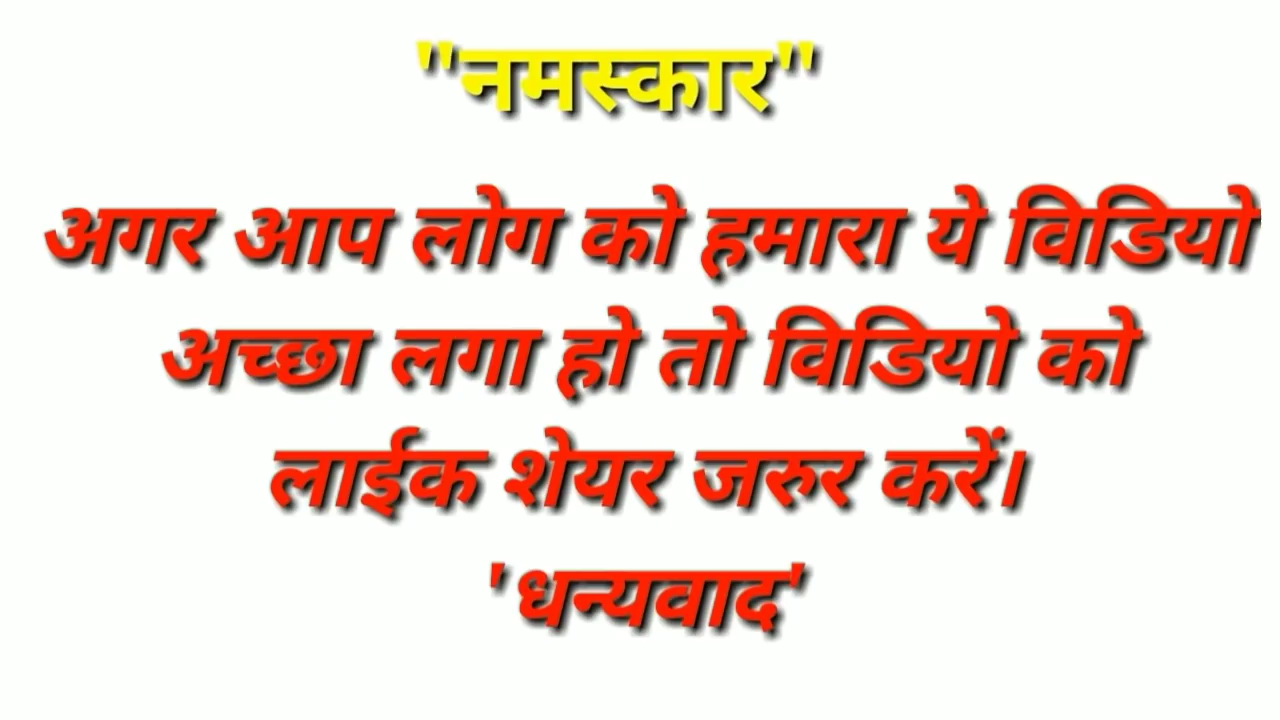 "नमस्कार"
अगर आप लोग को हमारा ये विडियो
अच्छा लगा हो तो विडियो को
लाईक शेयर जरुर करें।
'धन्यवाद'